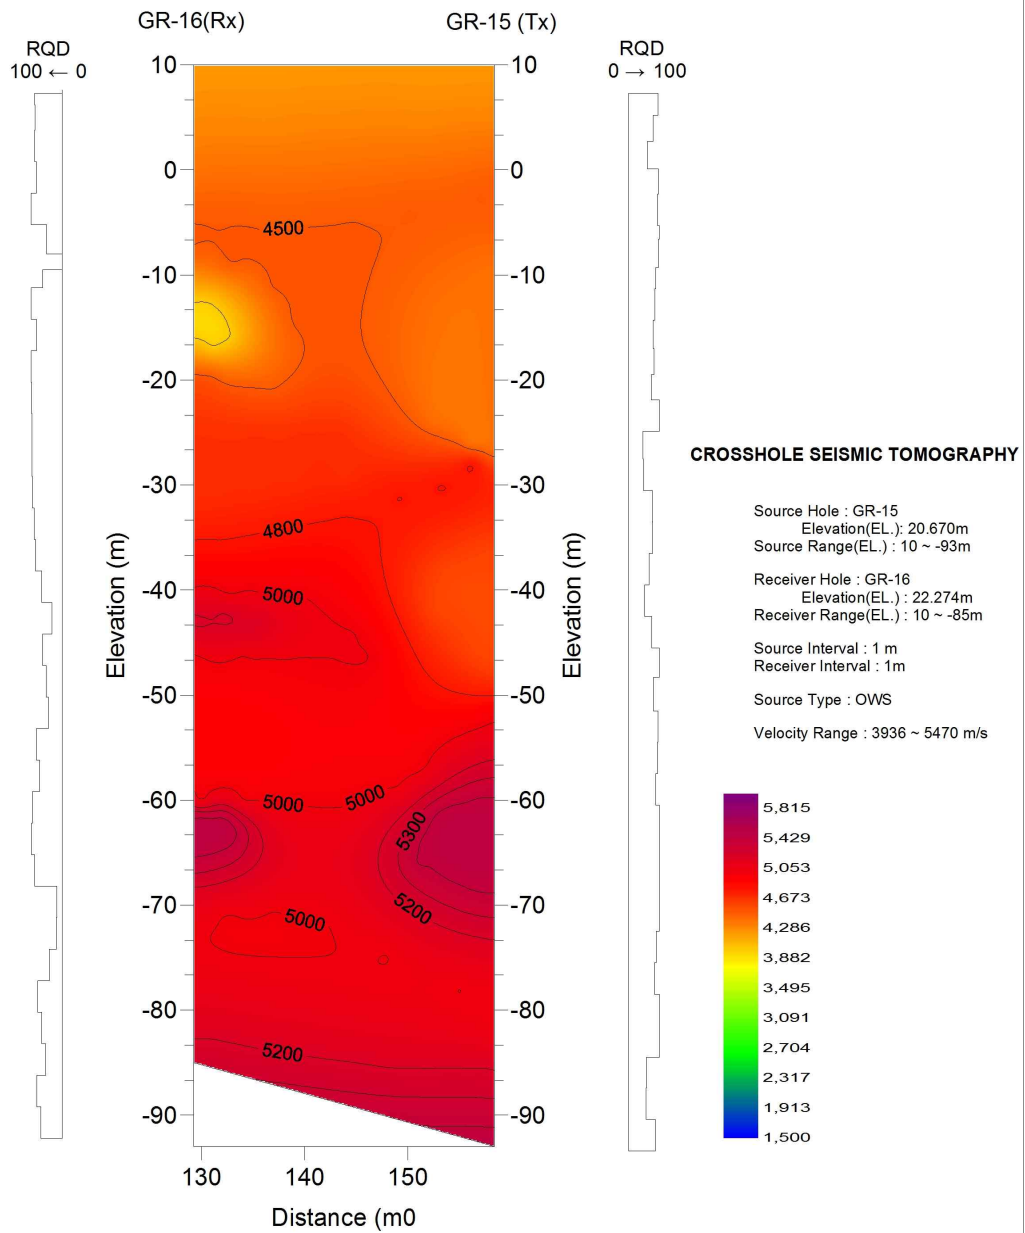 GR-16(Rx)
GR-15 (Tx)
RQD
100 ← 0
RQD
0 → 100
10
0
-10
-20
-30
-40
-50
-60
-70
-80
-90
10
0
-10
-20
-30
-40
-50
-60
-70
-80
-90
Elevation (m)
Elevation (m)
4500
4800
5000
5000
5000
5300
5200
5000
5200
130
140
150
Distance (m0
CROSSHOLE SEISMIC TOMOGRAPHY
Source Hole : GR-15
Elevation(EL.): 20.670m
Source Range(EL.) : 10 ~ -93m
Receiver Hole : GR-16
Elevation(EL.) : 22.274m
Receiver Range(EL.) : 10 ~ -85m
Source Interval : 1 m
Receiver Interval : 1m
Source Type : OWS
Velocity Range : 3936 ~ 5470 m/s
5,815
5,429
5,053
4,673
4,286
3,882
3,495
3,091
2,704
2,317
1,913
1,500